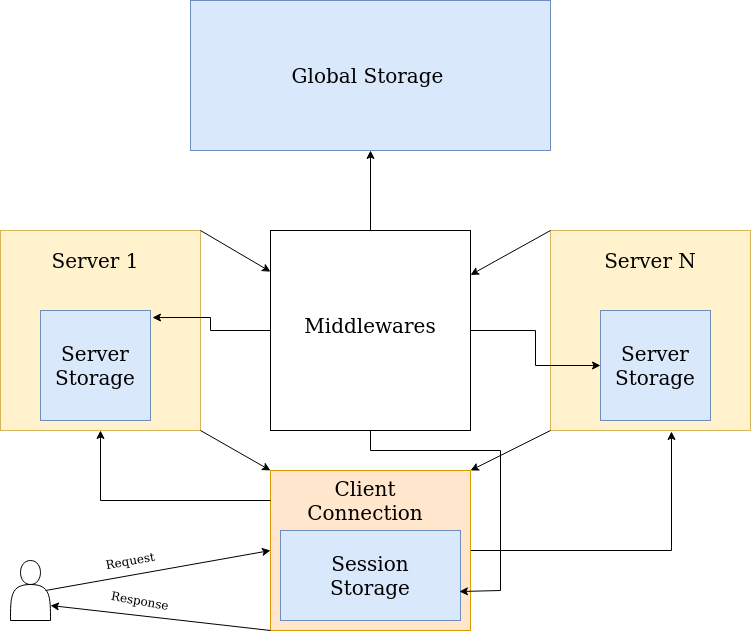 Global Storage
Server 1
Server N
Middlewares
Server
Storage
Server
Storage
Client
Connection
Session
Storage
Request
Response